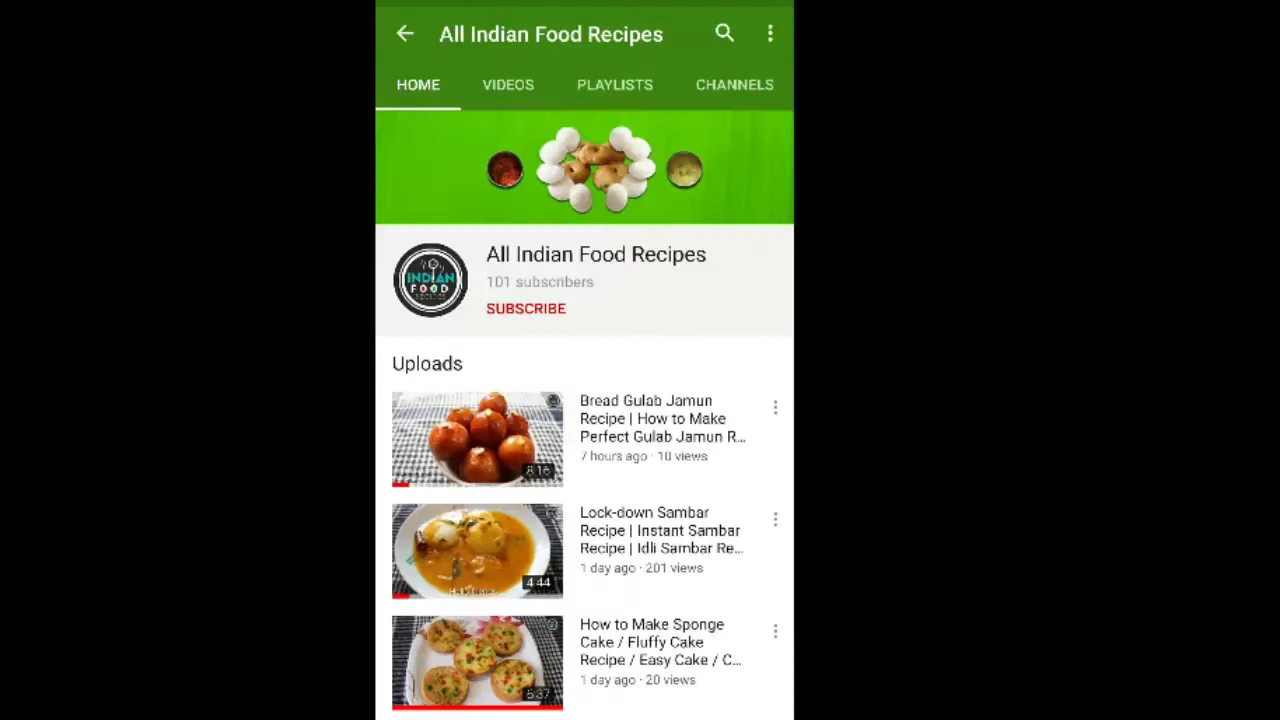 All Indian Food Recipes
HOME VIDEOS PLAYLISTS CHANNELS
All Indian Food Recipes
101 subscribers
SUBSCRIBE
INDIAN
FOOD
Uploads
Bread Gulab Jamun
Recipe | How to Make
Perfect Gulab Jamun R...
7 hours ago · 10 views
8:16
Lock-down Sambar
Recipe | Instant Sambar
Recipe | Idli Sambar Re...
1 day ago · 201 views
4:44
How to Make Sponge
Cake / Fluffy Cake
Recipe / Easy Cake / C...
1 day ago · 20 views
6:37